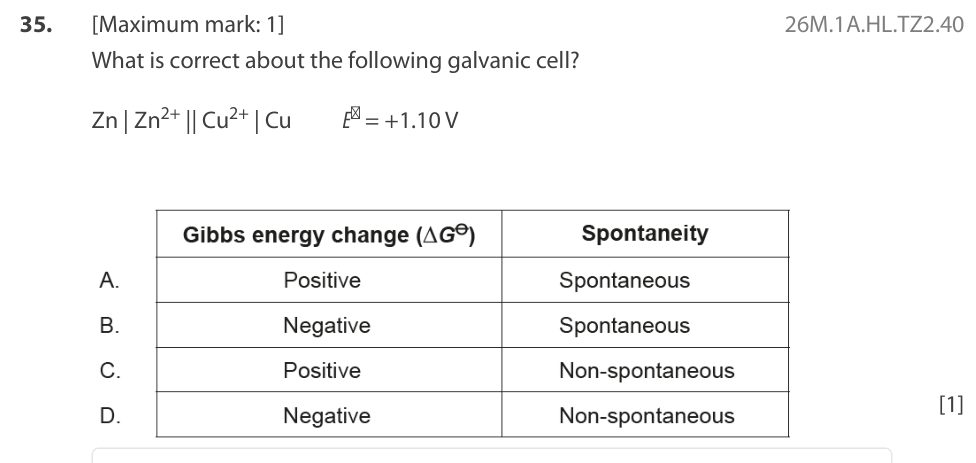 35. [Maximum mark: 1] 26M.1A.HL.TZ2.40
What is correct about the following galvanic cell?
Zn | Zn²⁺ || Cu²⁺ | Cu E☒ = +1.10 V
Gibbs energy change (ΔG⊖) Spontaneity
A. Positive Spontaneous
B. Negative Spontaneous
C. Positive Non-spontaneous
D. Negative Non-spontaneous
[1]